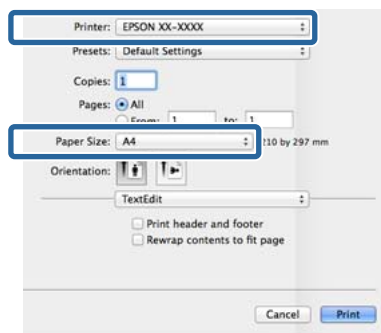 Printer: EPSON XX-XXXX
Presets: Default Settings
Copies: 1
Pages: All
From: 1 to: 1
Paper Size: A4 210 by 297 mm
Orientation:
TextEdit
Print header and footer
Rewrap contents to fit page
Cancel Print